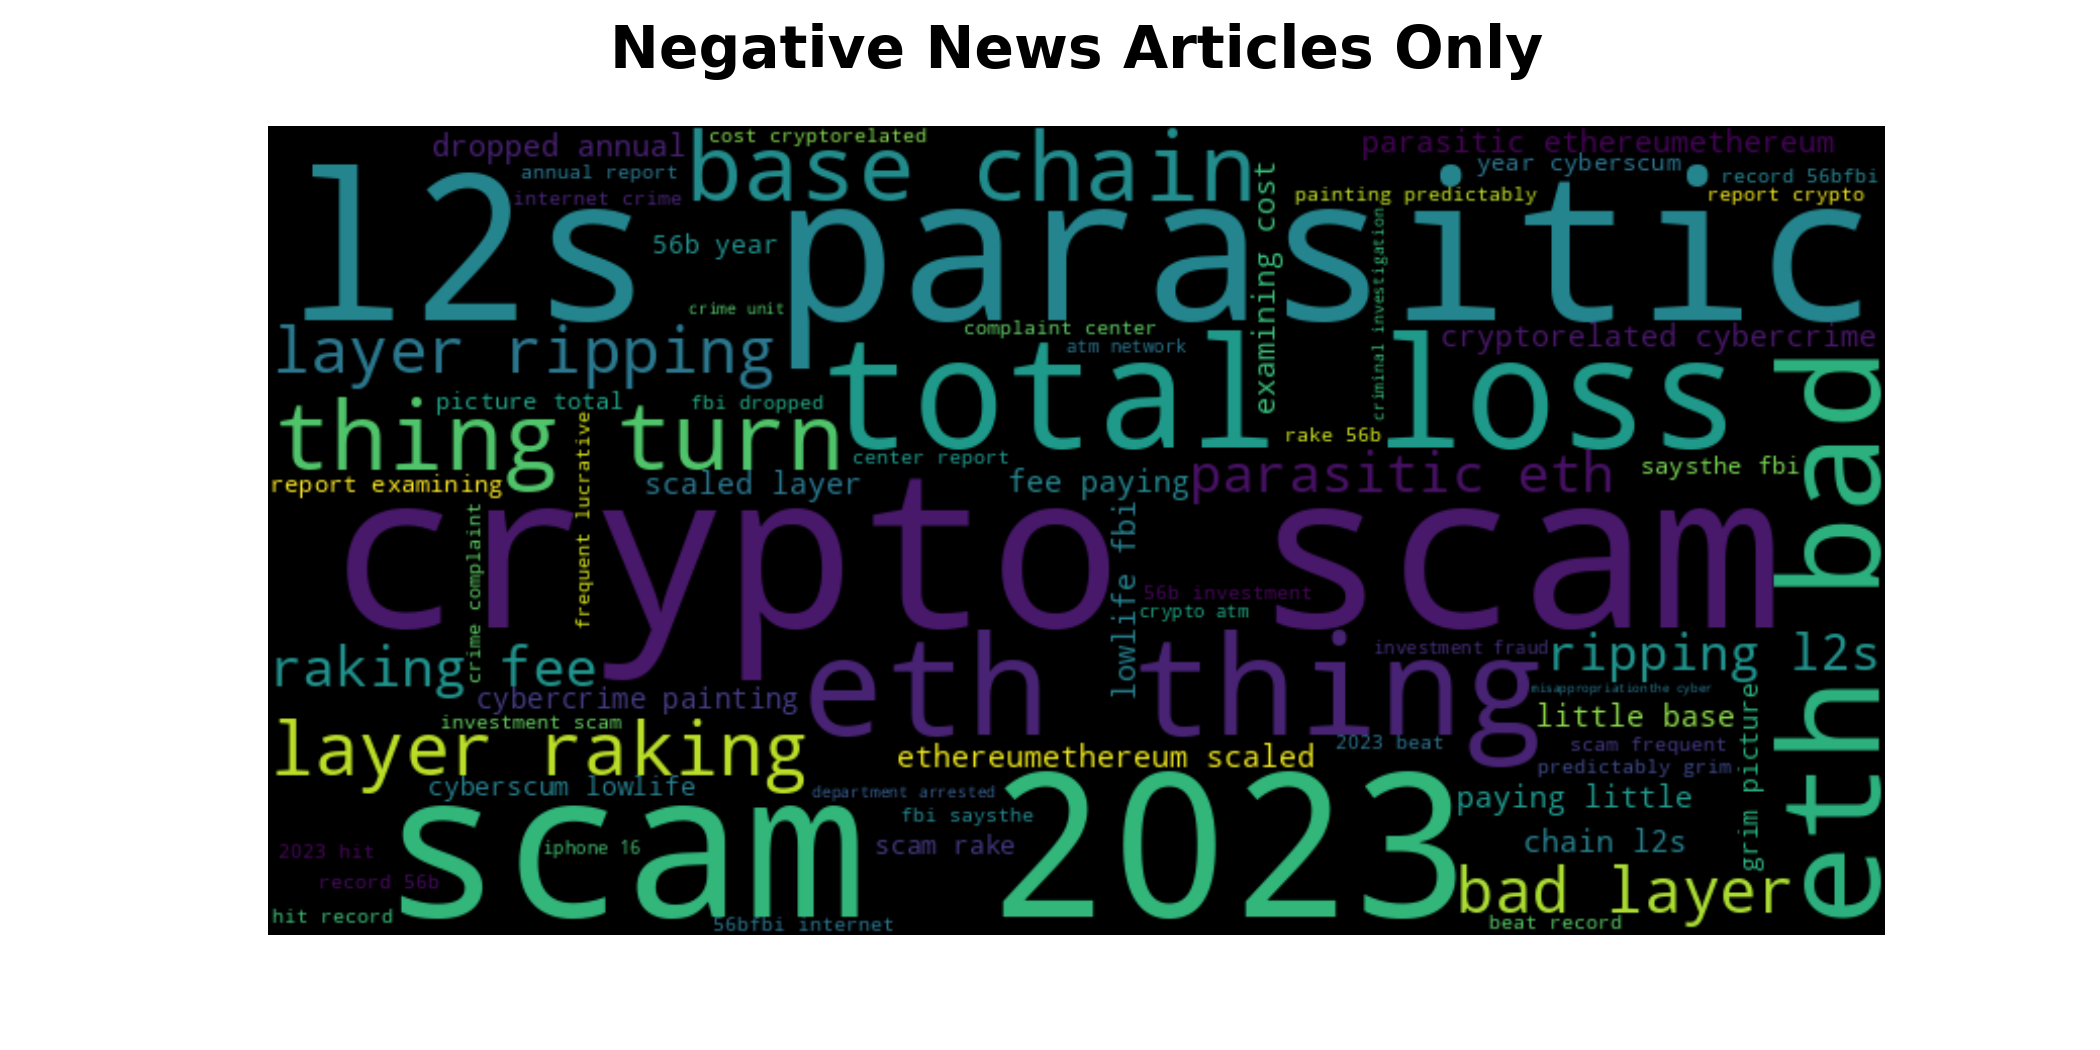 Negative News Articles Only
dropped annual
cost cryptorelated
parasitic ethereumethereum
annual report
base chain
year cyberscum
record 56bfbi
internet crime
painting predictably
report crypto
l2s parasitic
56b year
examining cost
criminal investigation
crime unit
layer ripping
complaint center
atm network
cryptorelated cybercrime
total loss
eth bad
picture total
fbi dropped
thing turn
rake 56b
center report
report examining
frequent lucrative
scaled layer
fee paying
parasitic eth
saysthe fbi
crypto scam
crime complaint
lowlife fbi
56b investment
crypto atm
raking fee
eth thing
investment fraud
ripping l2s
cybercrime painting
misappropriationthe cyber
investment scam
little base
layer raking
ethereumethereum scaled
2023 beat
scam frequent
predictably grim
grim picture
cyberscum lowlife
department arrested
paying little
scam 2023
fbi saysthe
2023 hit
iphone 16
scam rake
chain l2s
record 56b
bad layer
hit record
56bfbi internet
beat record